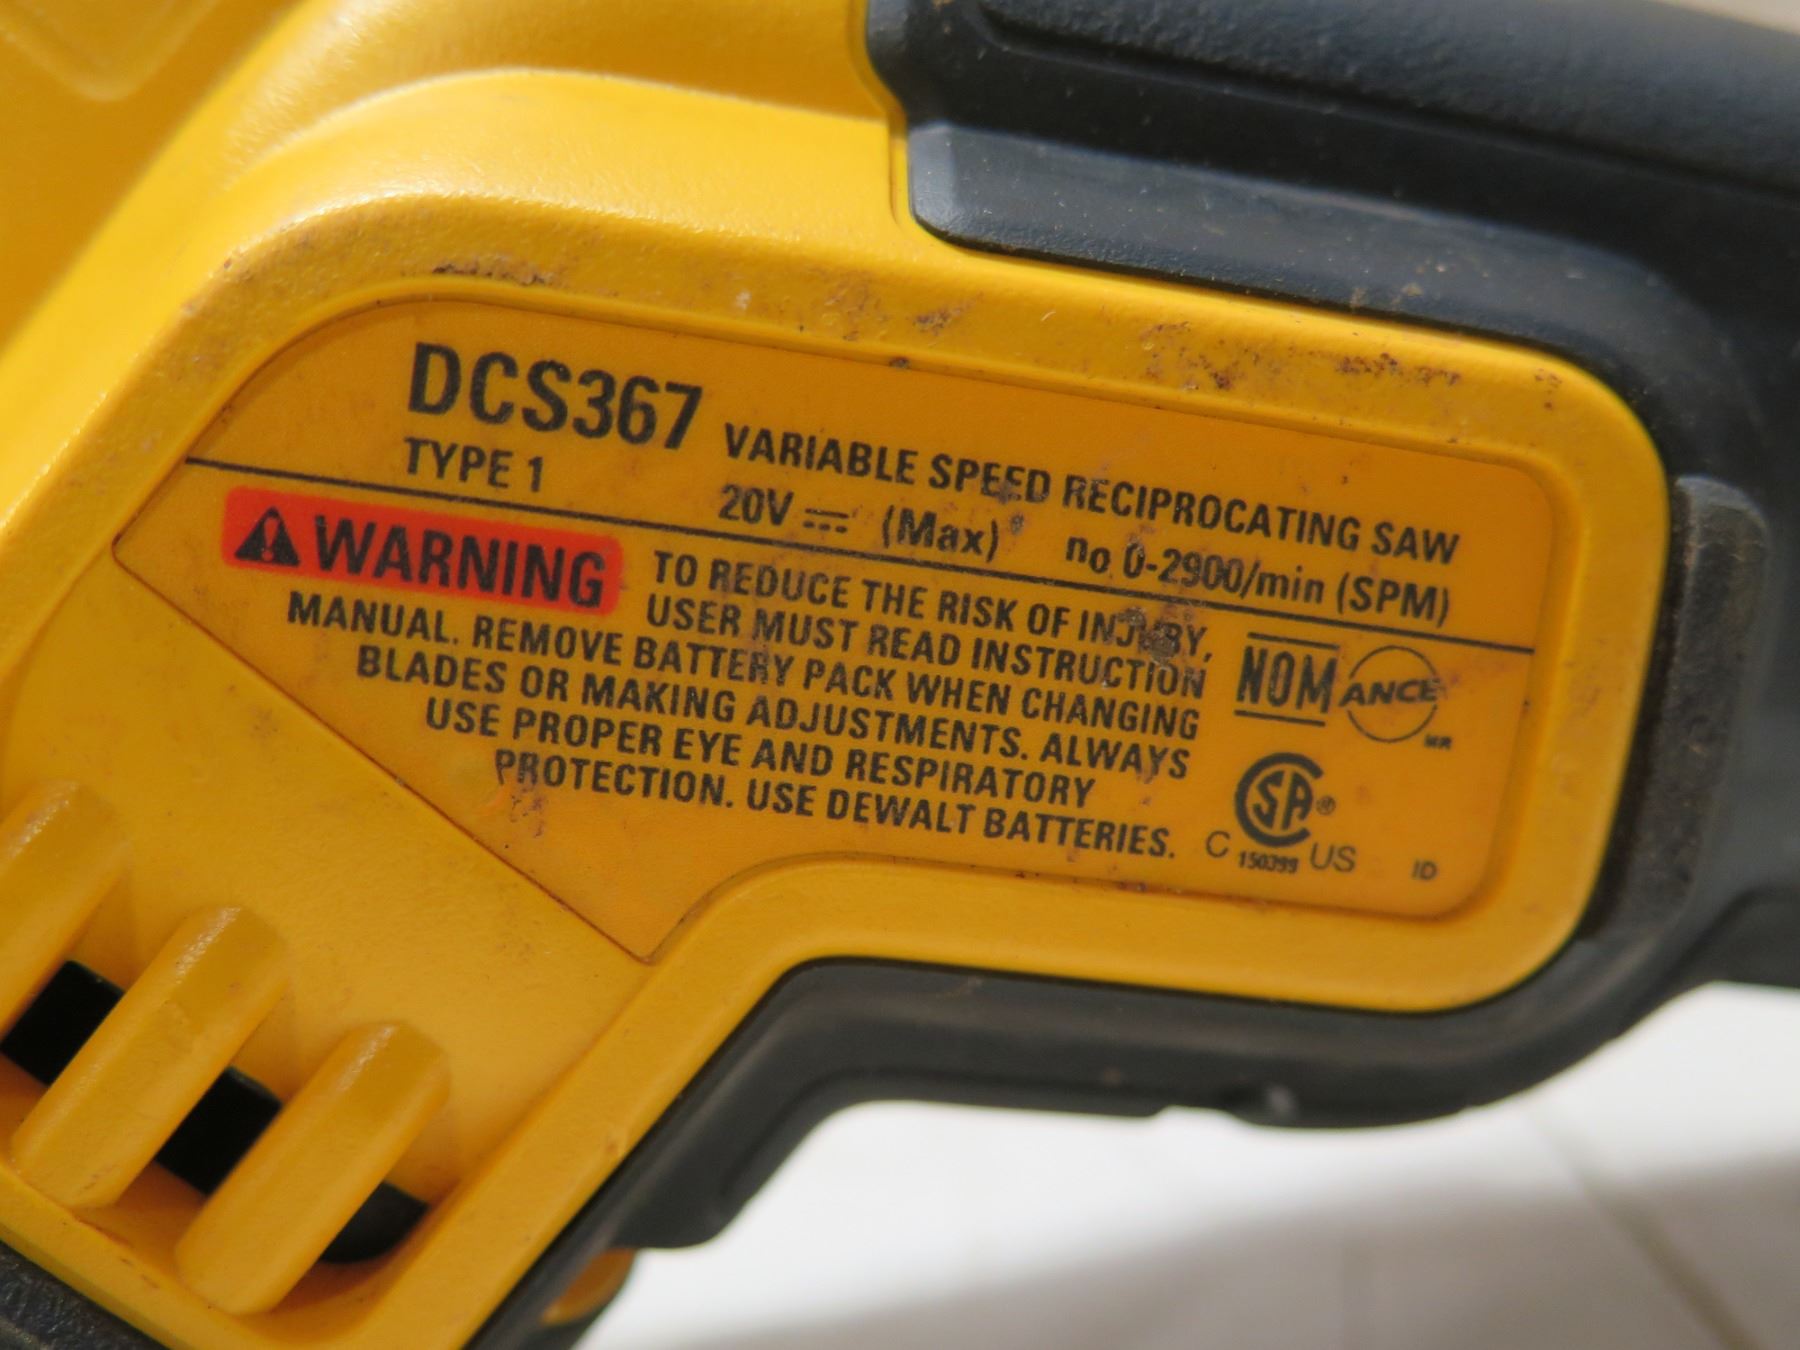 DCS367 VARIABLE SPEED RECIPROCATING SAW
TYPE 1 20V (Max) no 0-2900/min (SPM)
WARNING TO REDUCE THE RISK OF INJURY,
USER MUST READ INSTRUCTION
MANUAL. REMOVE BATTERY PACK WHEN CHANGING
BLADES OR MAKING ADJUSTMENTS. ALWAYS
USE PROPER EYE AND RESPIRATORY
PROTECTION. USE DEWALT BATTERIES.
NOM ANCE
MR
SA ®
C 150399 US ID